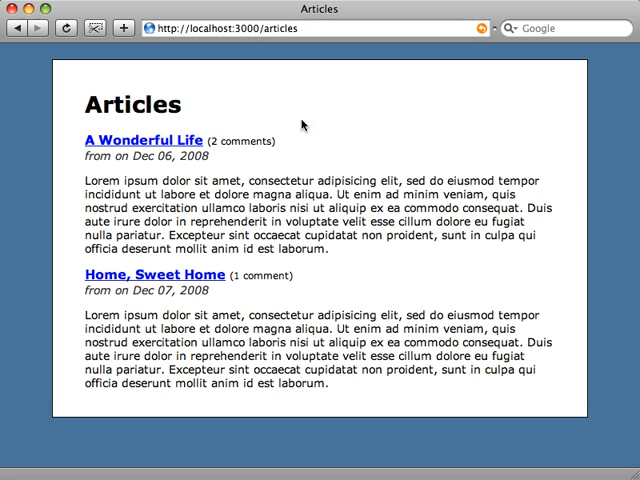 Articles
http://localhost:3000/articles
Google
Articles
A Wonderful Life (2 comments)
from on Dec 06, 2008
Lorem ipsum dolor sit amet, consectetur adipisicing elit, sed do eiusmod tempor
incididunt ut labore et dolore magna aliqua. Ut enim ad minim veniam, quis
nostrud exercitation ullamco laboris nisi ut aliquip ex ea commodo consequat. Duis
aute irure dolor in reprehenderit in voluptate velit esse cillum dolore eu fugiat
nulla pariatur. Excepteur sint occaecat cupidatat non proident, sunt in culpa qui
officia deserunt mollit anim id est laborum.
Home, Sweet Home (1 comment)
from on Dec 07, 2008
Lorem ipsum dolor sit amet, consectetur adipisicing elit, sed do eiusmod tempor
incididunt ut labore et dolore magna aliqua. Ut enim ad minim veniam, quis
nostrud exercitation ullamco laboris nisi ut aliquip ex ea commodo consequat. Duis
aute irure dolor in reprehenderit in voluptate velit esse cillum dolore eu fugiat
nulla pariatur. Excepteur sint occaecat cupidatat non proident, sunt in culpa qui
officia deserunt mollit anim id est laborum.